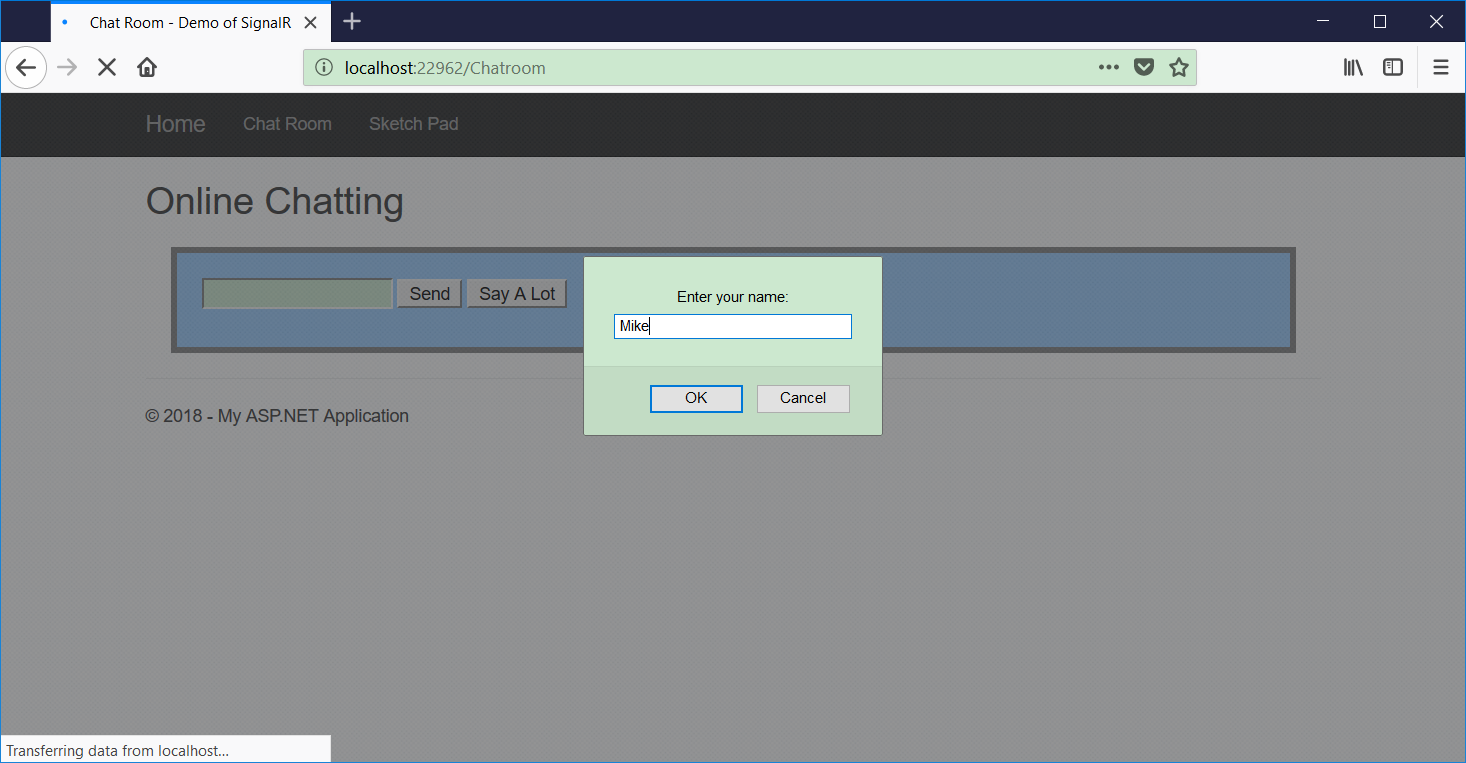 Chat Room - Demo of SignalR
localhost:22962/Chatroom
Home Chat Room Sketch Pad
Online Chatting
Send Say A Lot
Enter your name:
Mike
OK Cancel
© 2018 - My ASP.NET Application
Transferring data from localhost...